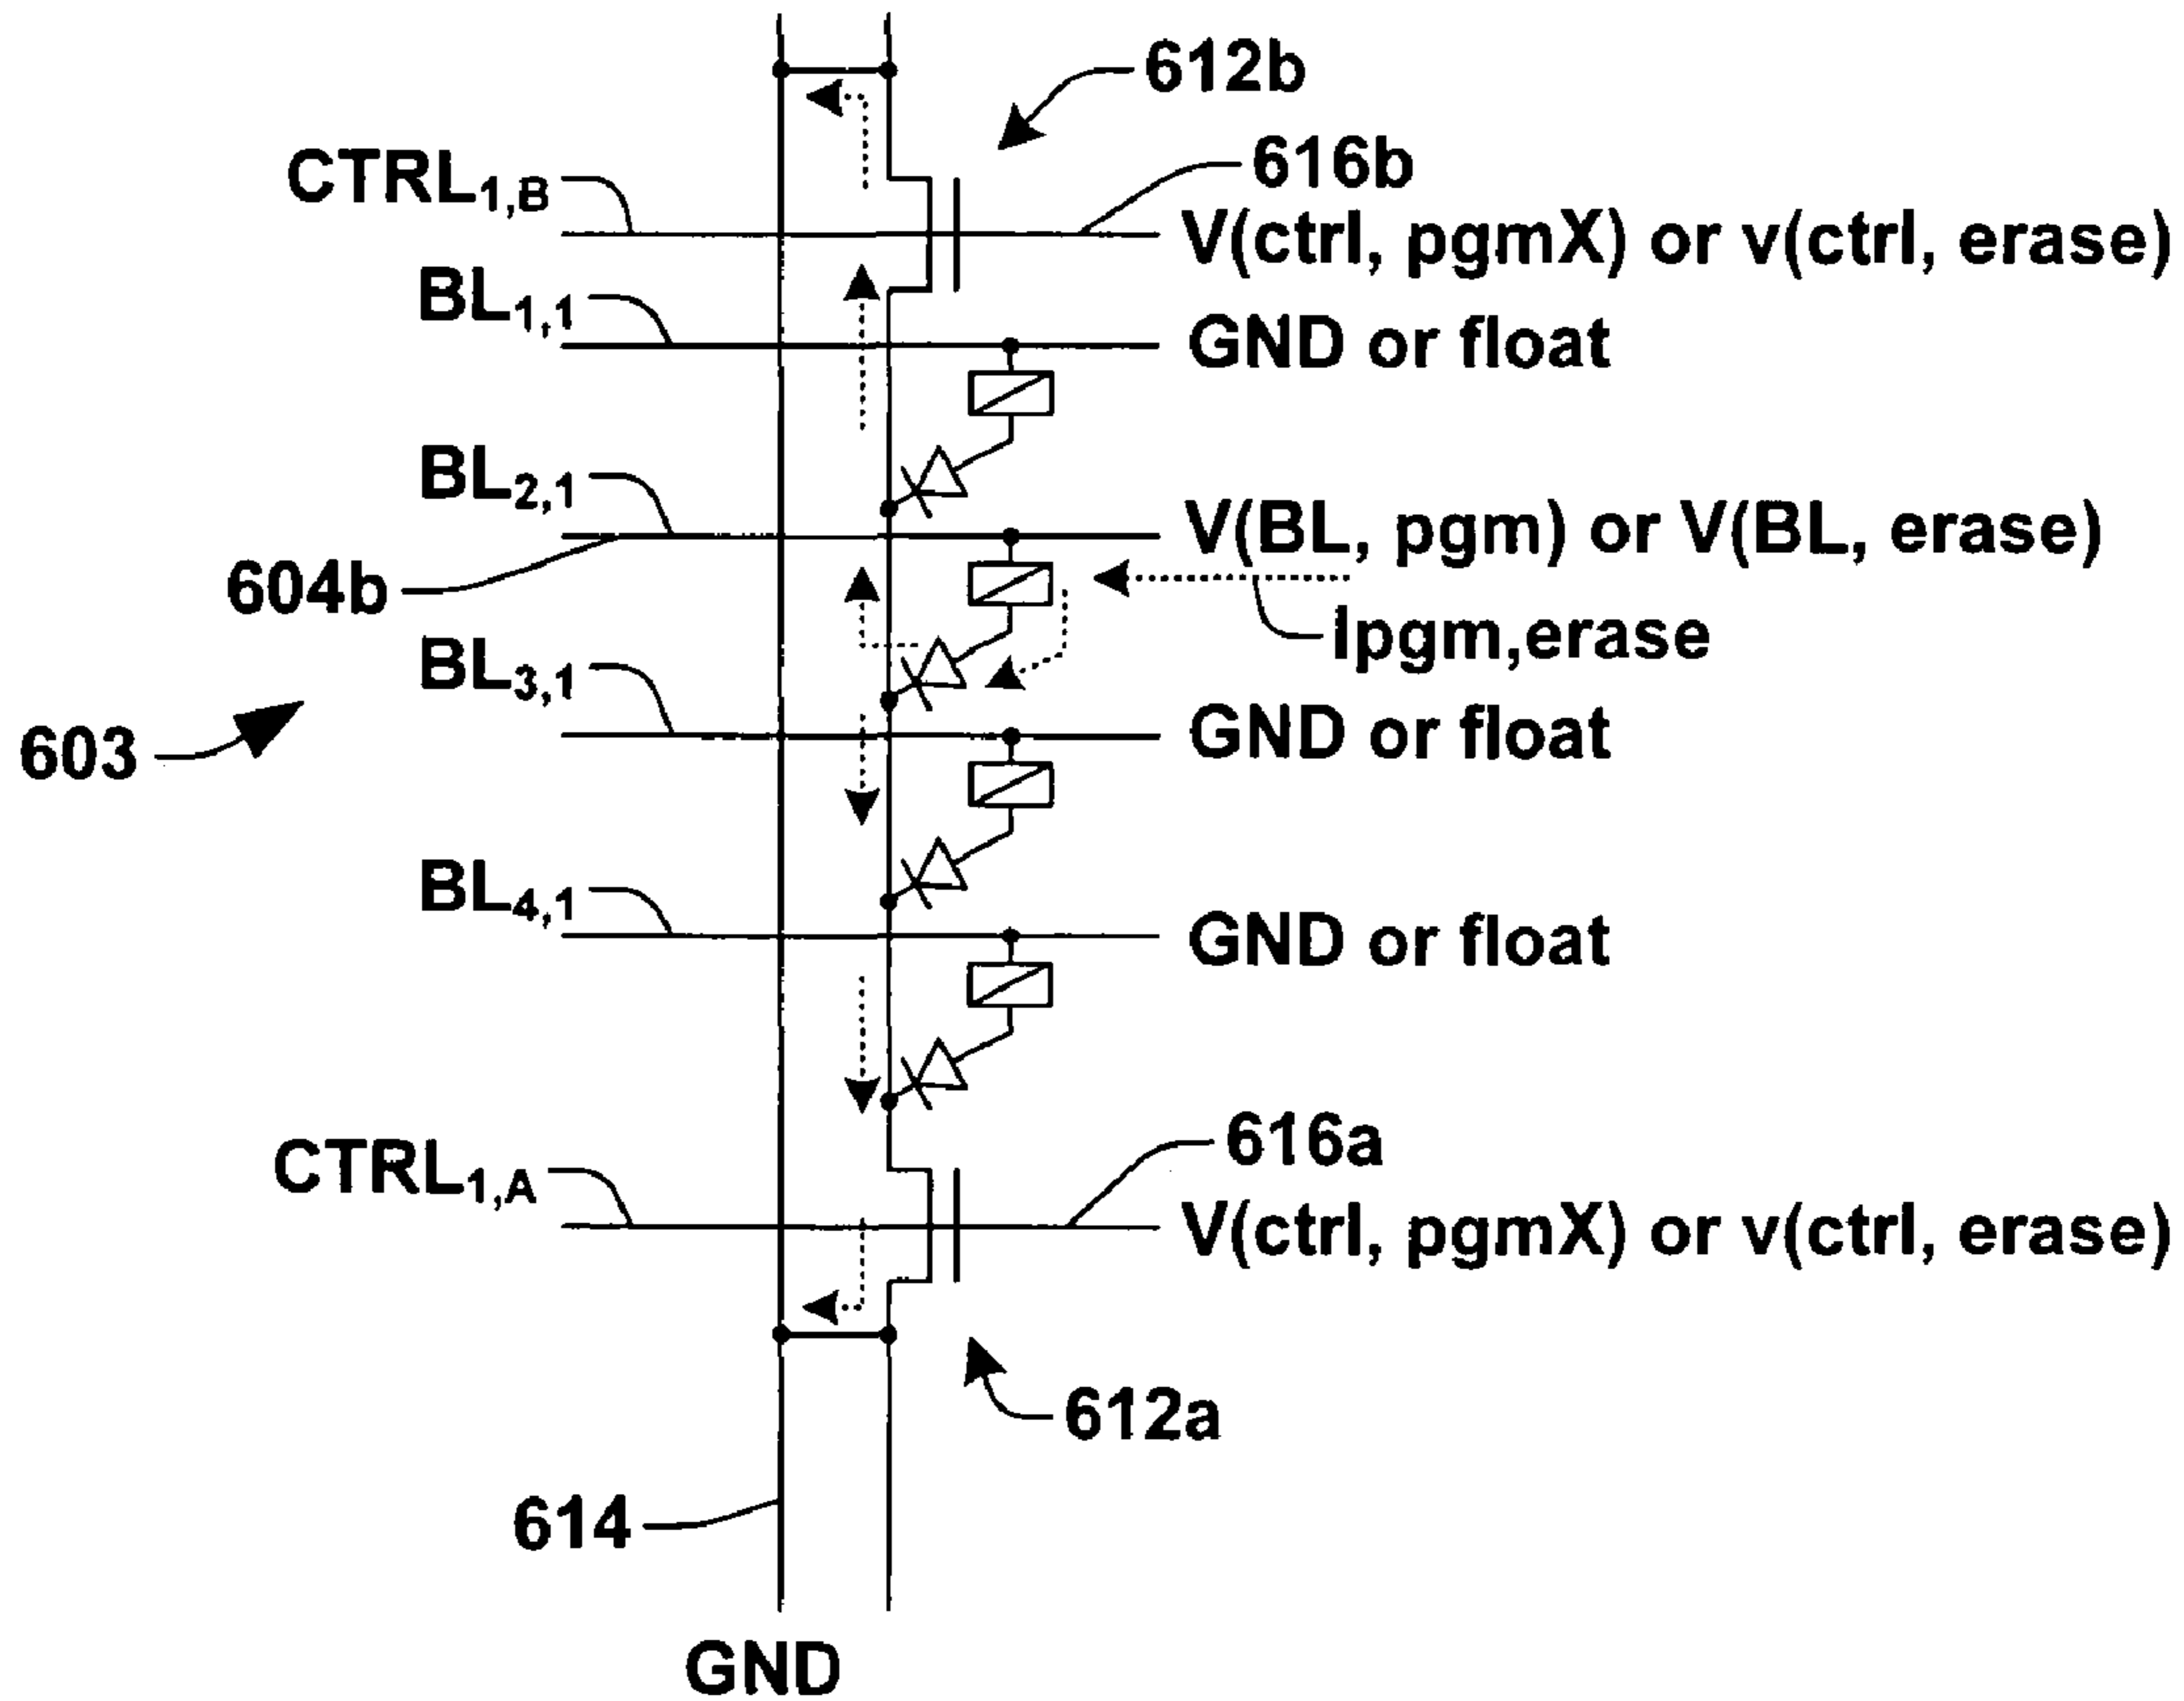 612b
616b
CTRL1,B
V(ctrl, pgmX) or v(ctrl, erase)
BL1,1
GND or float
BL2,1
V(BL, pgm) or V(BL, erase)
604b
Ipgm,erase
BL3,1
GND or float
603
BL4,1
GND or float
616a
CTRL1,A
V(ctrl, pgmX) or v(ctrl, erase)
612a
614
GND